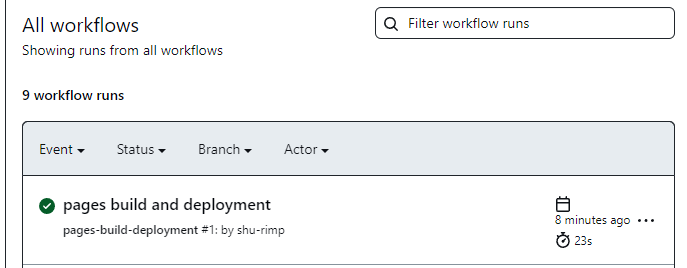 All workflows
Filter workflow runs
Showing runs from all workflows
9 workflow runs
Event Status Branch Actor
pages build and deployment
8 minutes ago
pages-build-deployment #1: by shu-rimp
23s